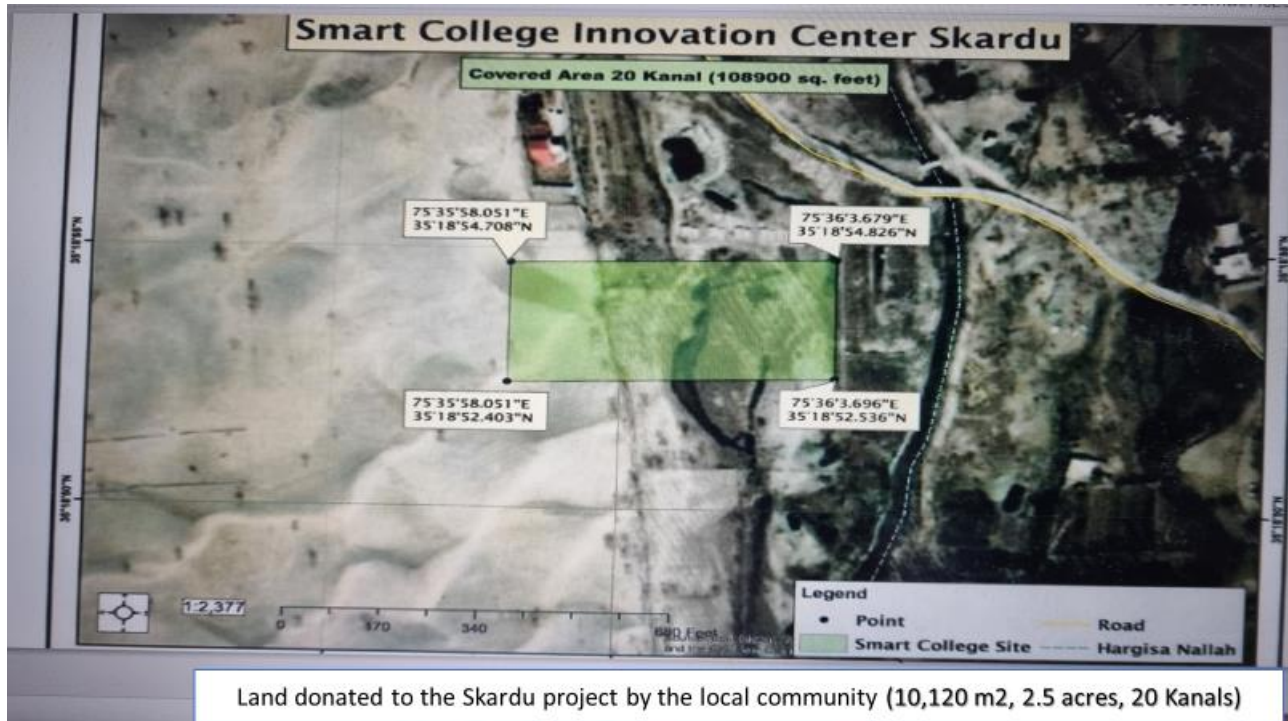 Smart College Innovation Center Skardu
Covered Area 20 Kanal (108900 sq. feet)
75°35'58.051"E
35°18'54.708"N
75°36'3.679"E
35°18'54.826"N
75°35'58.051"E
35°18'52.403"N
75°36'3.696"E
35°18'52.536"N
1:2,377
0 170 340 680 Feet
Legend
Point
Road
Smart College Site
Hargisa Nallah
Land donated to the Skardu project by the local community (10,120 m2, 2.5 acres, 20 Kanals)